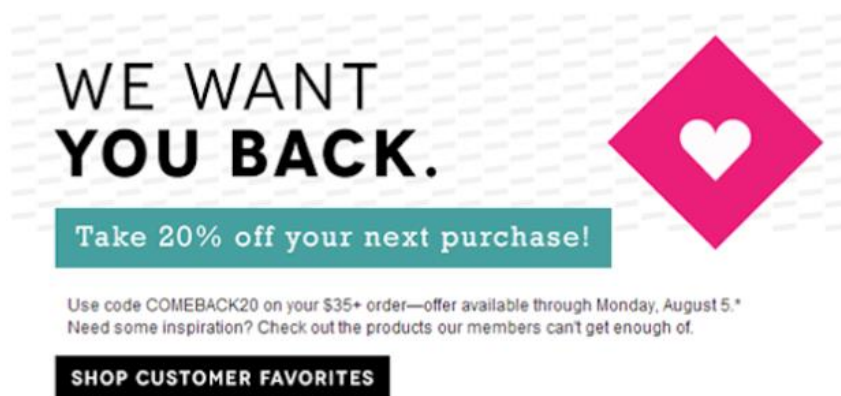 WE WANT
YOU BACK.
Take 20% off your next purchase!
Use code COMEBACK20 on your $35+ order—offer available through Monday, August 5.*
Need some inspiration? Check out the products our members can't get enough of.
SHOP CUSTOMER FAVORITES